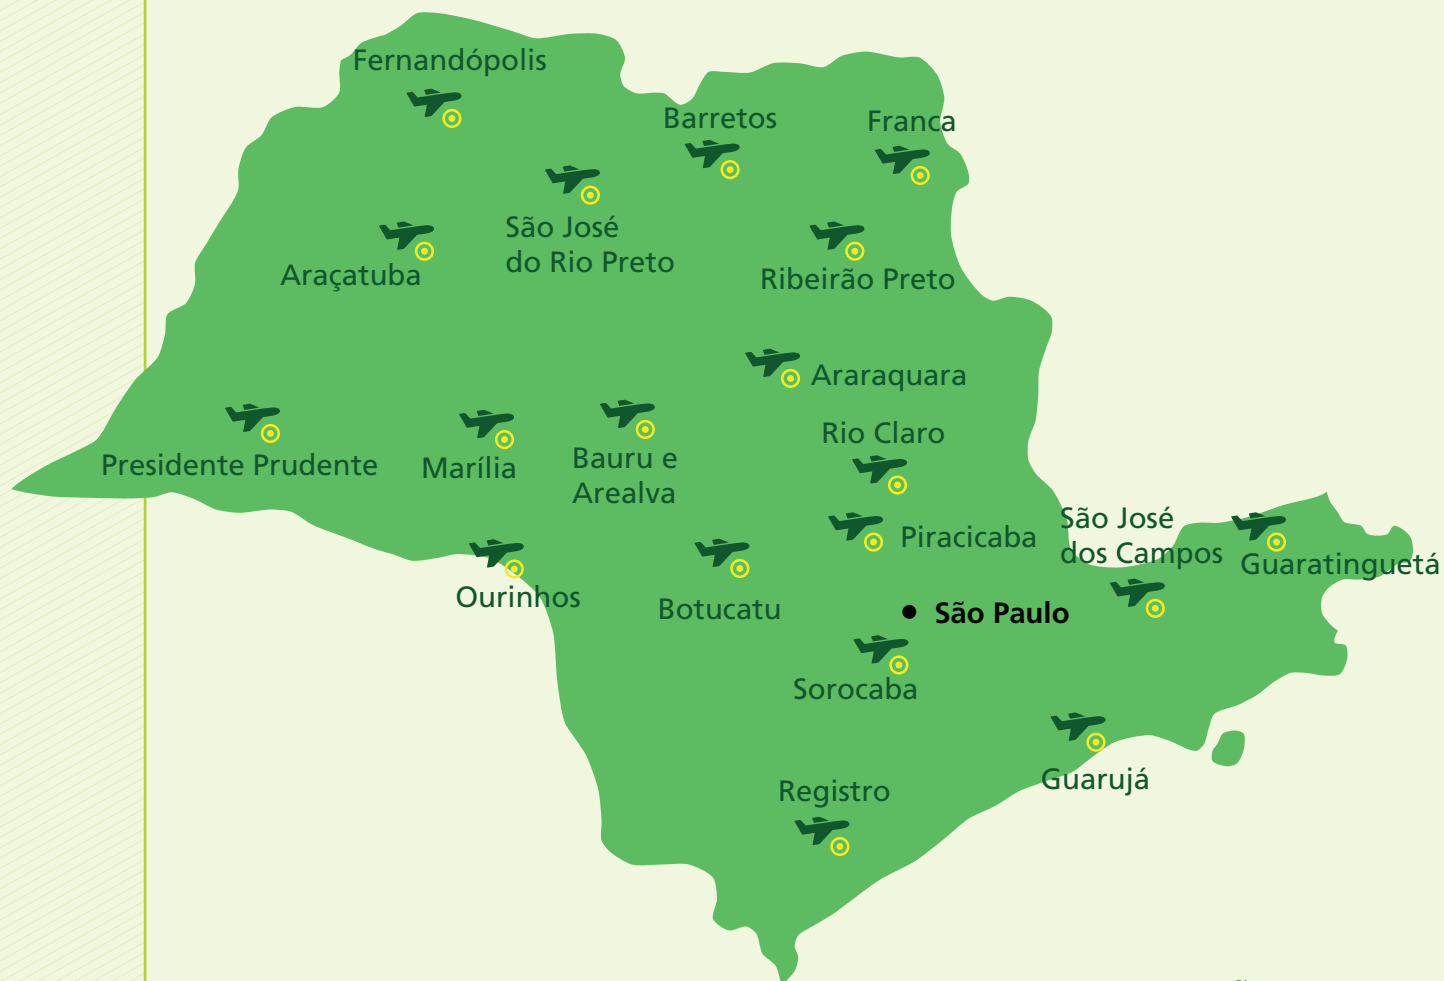 Fernandópolis
Barretos
Franca
São José
do Rio Preto
Araçatuba
Ribeirão Preto
Araraquara
Rio Claro
Presidente Prudente
Marília
Bauru e
Arealva
São José
dos Campos
Piracicaba
Guaratinguetá
Ourinhos
Botucatu
São Paulo
Sorocaba
Guarujá
Registro